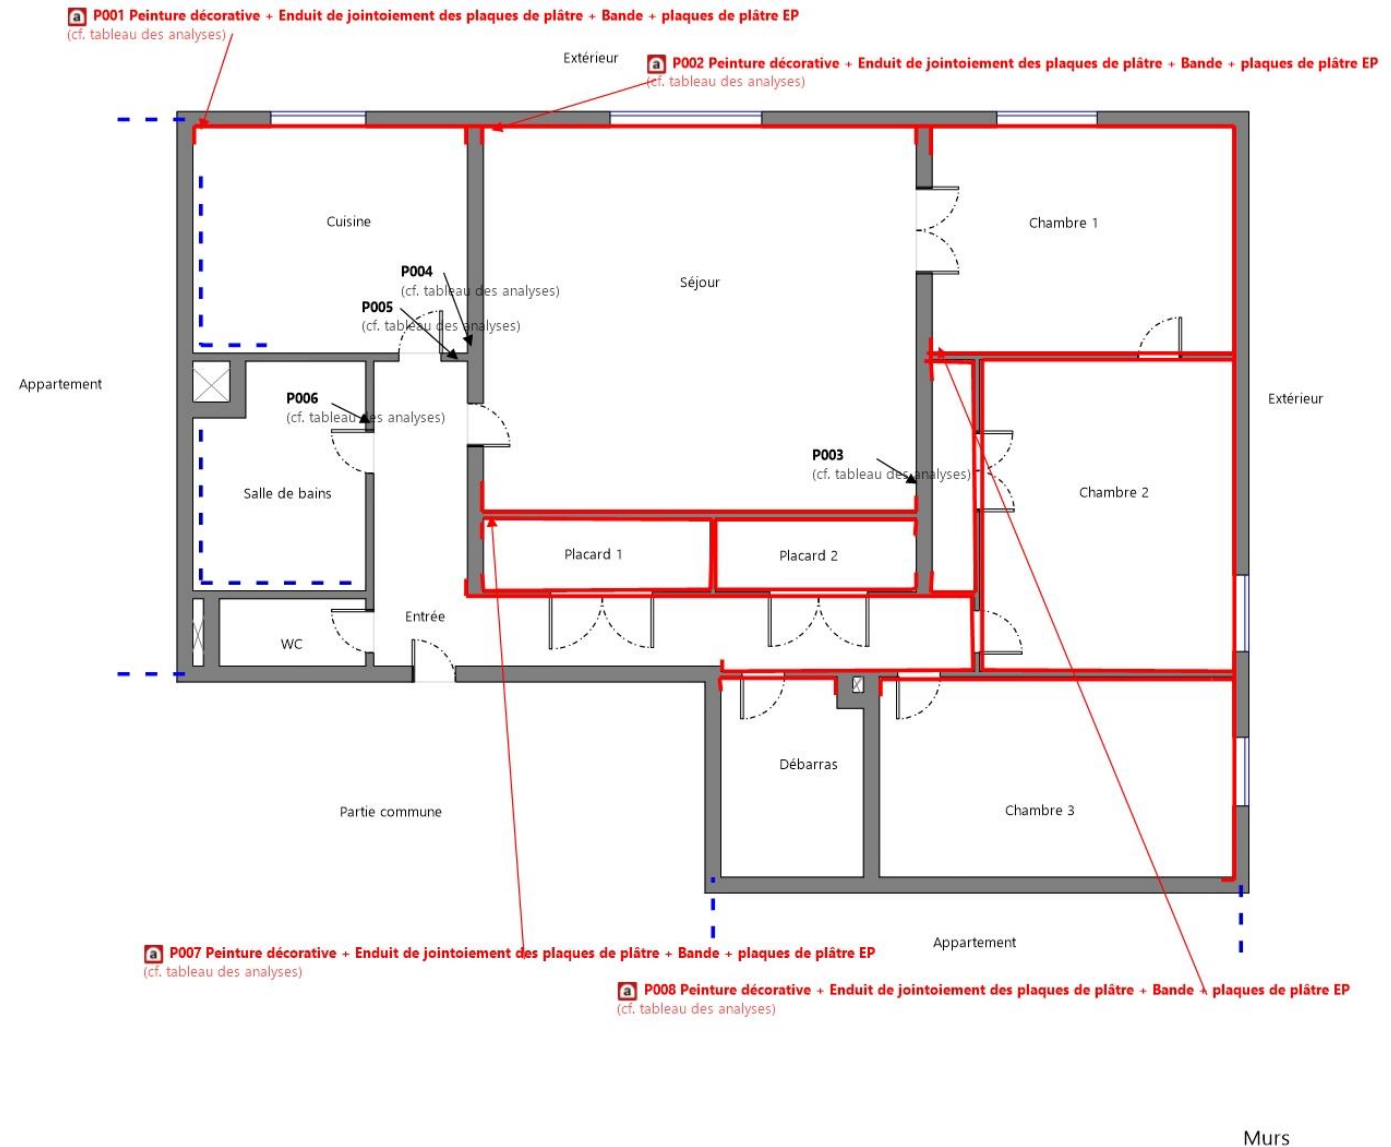 a P001 Peinture décorative + Enduit de jointoiement des plaques de plâtre + Bande + plaques de plâtre EP
(cf. tableau des analyses)
Extérieur
a P002 Peinture décorative + Enduit de jointoiement des plaques de plâtre + Bande + plaques de plâtre EP
(cf. tableau des analyses)
Cuisine
Chambre 1
P004
(cf. tableau des analyses)
Séjour
P005
(cf. tableau des analyses)
Appartement
P006
(cf. tableau des analyses)
Extérieur
P003
(cf. tableau des analyses)
Salle de bains
Chambre 2
Placard 1
Placard 2
Entrée
WC
Débarras
Partie commune
Chambre 3
Appartement
a P007 Peinture décorative + Enduit de jointoiement des plaques de plâtre + Bande + plaques de plâtre EP
(cf. tableau des analyses)
a P008 Peinture décorative + Enduit de jointoiement des plaques de plâtre + Bande + plaques de plâtre EP
(cf. tableau des analyses)
Murs